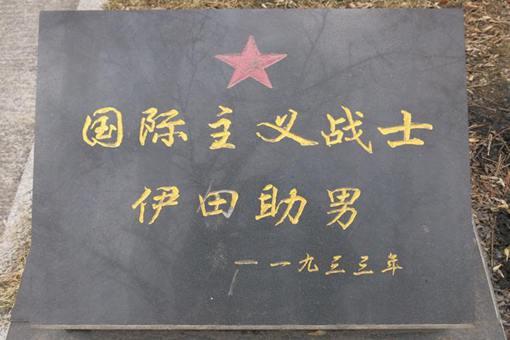 国际主义战士
伊田助男
——一九三三年